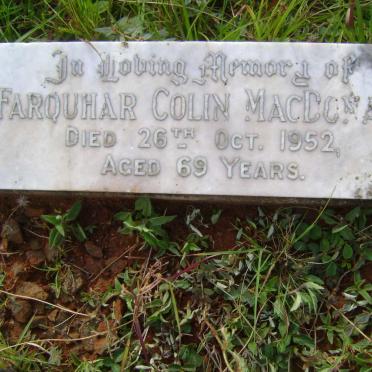 In Loving Memory of
Farquhar Colin
Died 26th Oct. 1952,
Aged 69 Years.